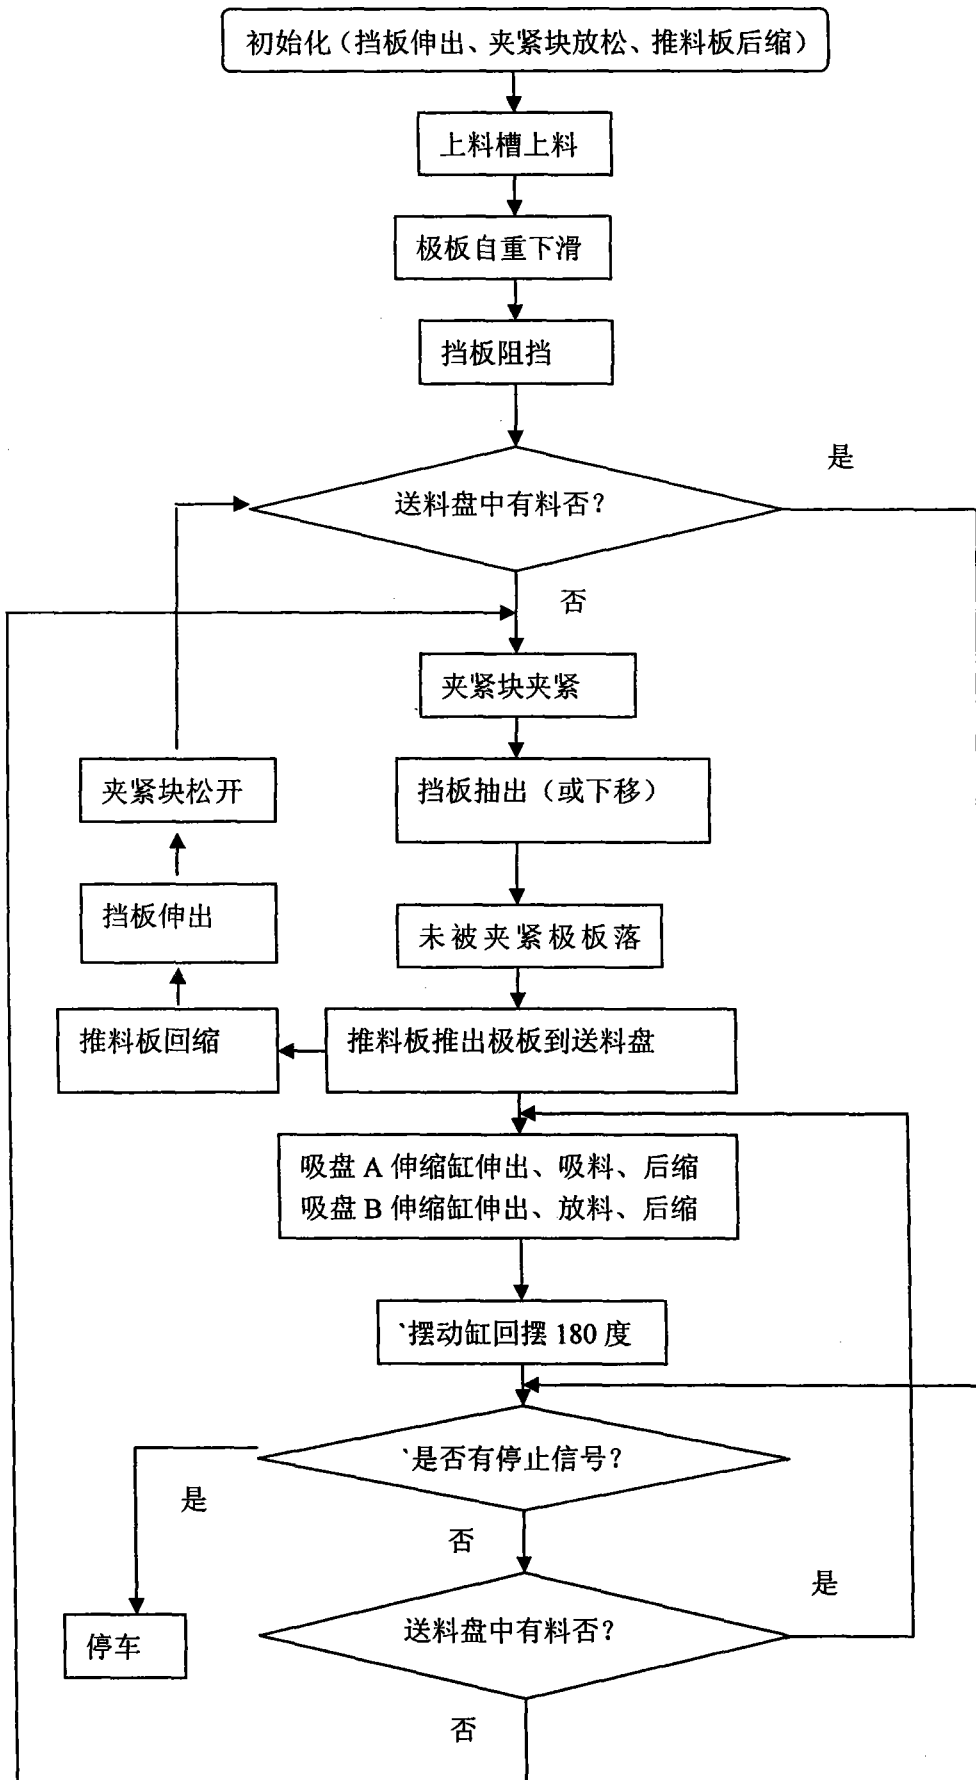 初始化（挡板伸出、夹紧块放松、推料板后缩）
上料槽上料
极板自重下滑
挡板阻挡
是
送料盘中有料否？
否
夹紧块夹紧
夹紧块松开
挡板抽出（或下移）
挡板伸出
未被夹紧极板落
推料板回缩
推料板推出极板到送料盘
吸盘 A 伸缩缸伸出、吸料、后缩
吸盘 B 伸缩缸伸出、放料、后缩
`摆动缸回摆 180 度
`是否有停止信号？
是
否
是
送料盘中有料否？
停车
否